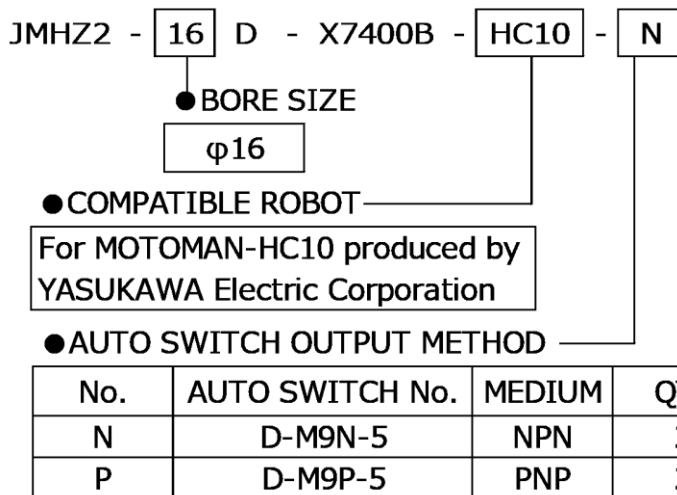 JMHZ2 - 16 D - X7400B - HC10 - N
●BORE SIZE
φ16
●COMPATIBLE ROBOT
For MOTOMAN-HC10 produced by
YASUKAWA Electric Corporation
●AUTO SWITCH OUTPUT METHOD
No. AUTO SWITCH No. MEDIUM
N D-M9N-5 NPN
P D-M9P-5 PNP